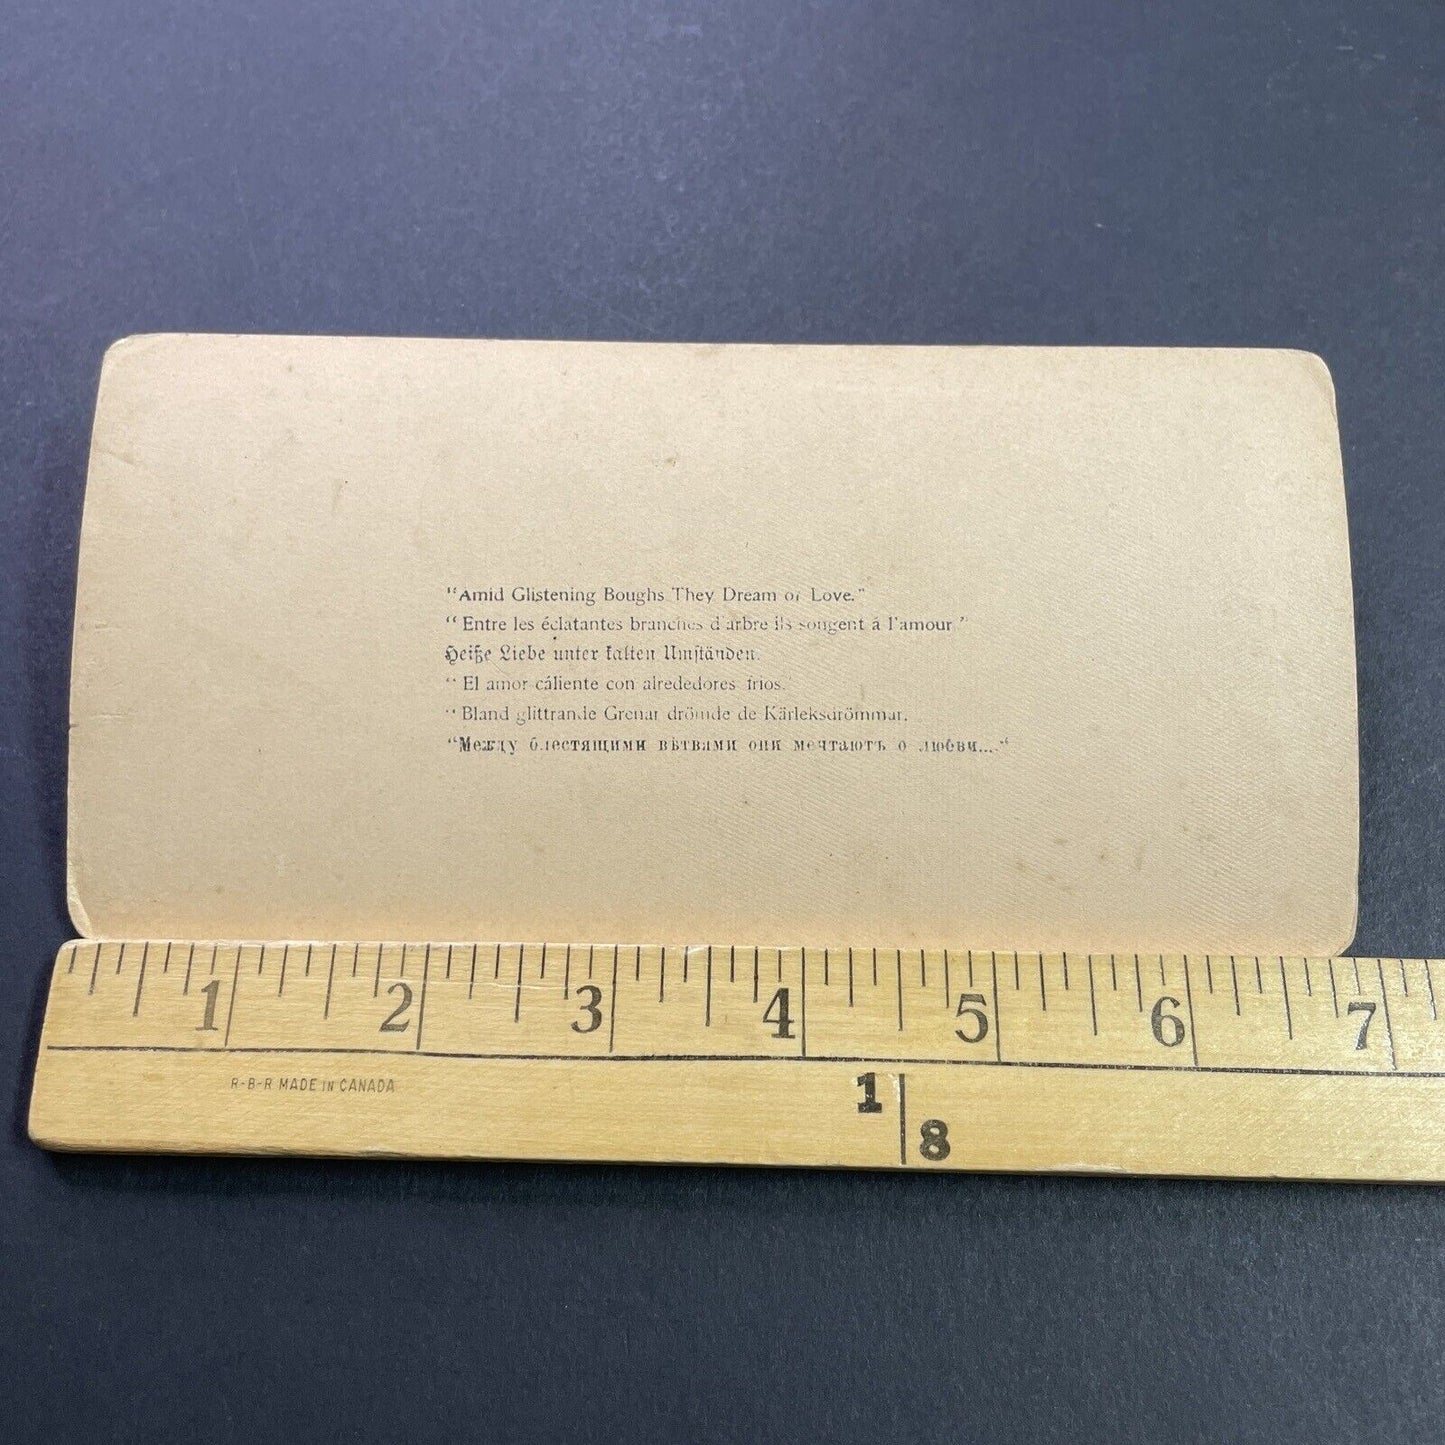 "Amid Glistening Boughs They Dream of Love."
"Entre les éclatantes branches d'arbre ils songent á l'amour"
Heiße Liebe unter kalten Umständen.
"El amor cáliente con alrededores frios.
"Bland glittrande Grenar drömde de Kärleksdrömmar.
"Между блестящими вѣтвями они мечтаютъ о любви..."
1 2 3 4 5 6 7
R-B-R MADE IN CANADA
1
8